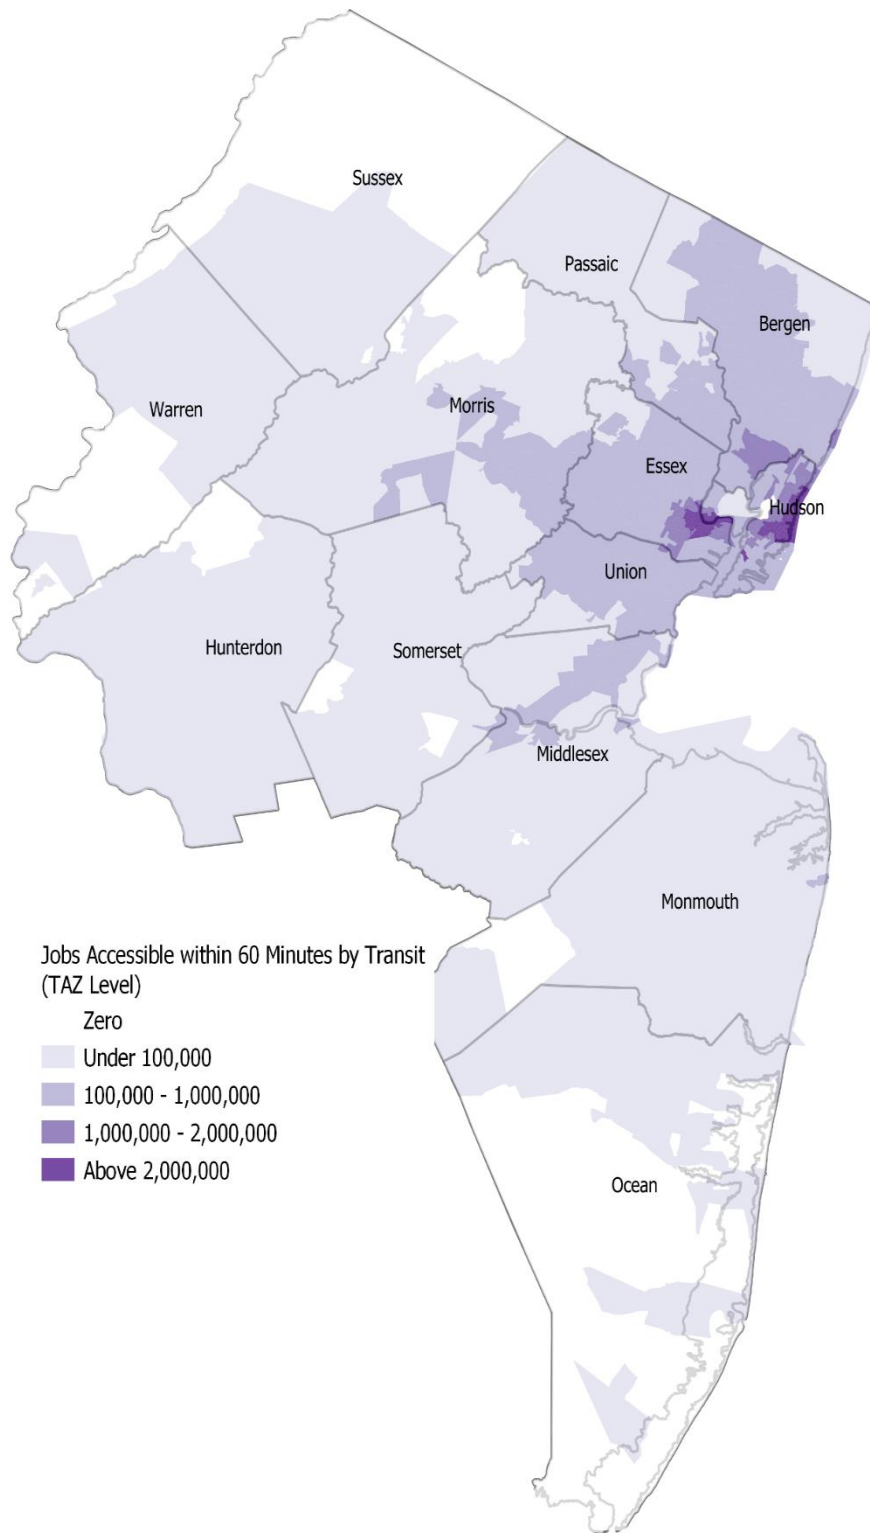 Sussex
Passaic
Bergen
Warren
Morris
Essex
Hudson
Union
Hunterdon
Somerset
Middlesex
Monmouth
Jobs Accessible within 60 Minutes by Transit
(TAZ Level)
Zero
Under 100,000
100,000 - 1,000,000
1,000,000 - 2,000,000
Above 2,000,000
Ocean